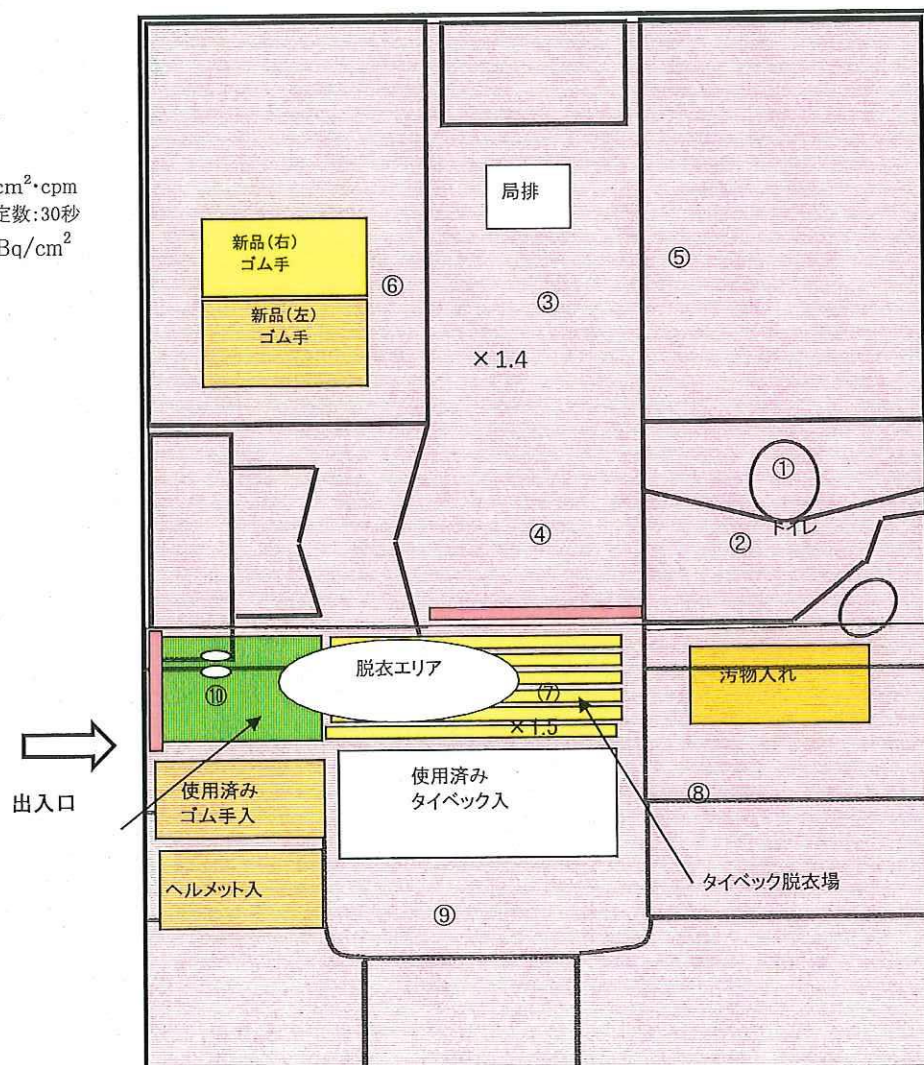 cm²・cpm
定数:30秒
Bq/cm²
局排
新品(右)
ゴム手
⑤
⑥
③
新品(左)
ゴム手
×1.4
①
④
②
トイレ
脱衣エリア
汚物入れ
⑩
⑦
×1.5
出入口
使用済み
ゴム手入
使用済み
タイベック入
⑧
ヘルメット入
タイベック脱衣場
⑨